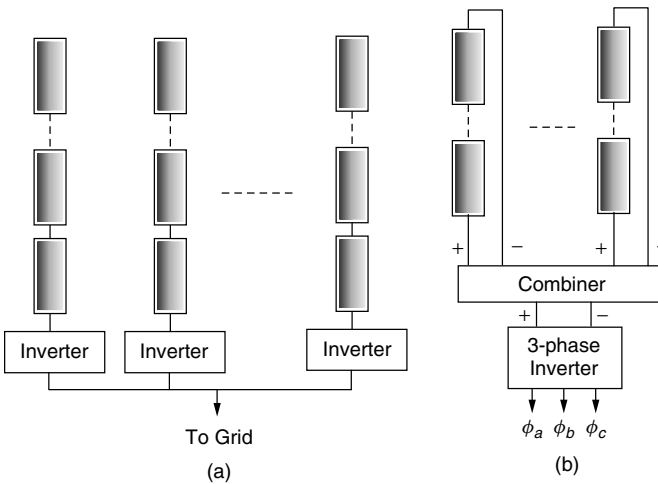 Inverter
Inverter
Inverter
To Grid
(a)
+ − + −
Combiner
+ −
3-phase
Inverter
ϕa ϕb ϕc
(b)